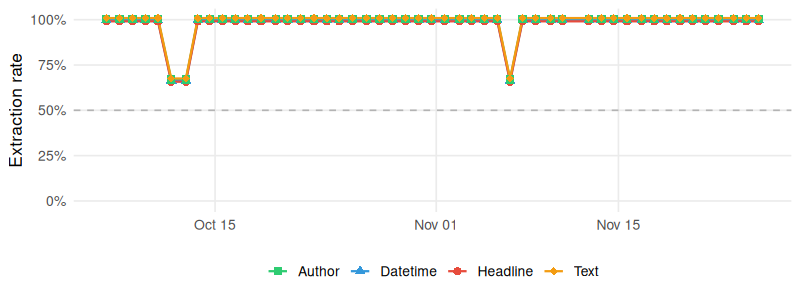 Extraction rate
100%
75%
50%
25%
0%
Oct 15 Nov 01 Nov 15
Author Datetime Headline Text